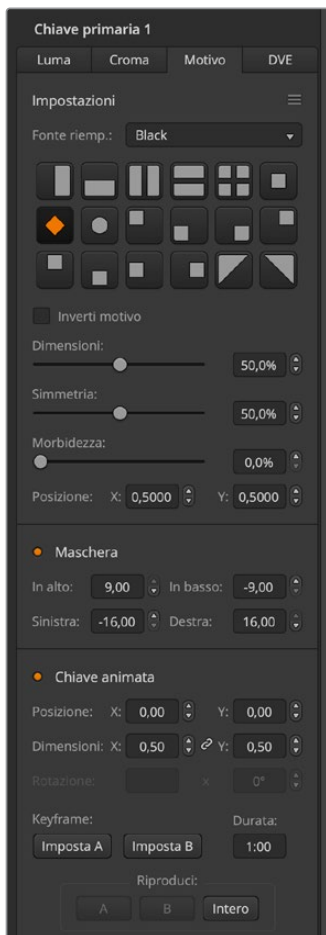 Chiave primaria 1
Luma Croma Motivo DVE
Impostazioni
Fonte riemp.: Black
Inverti motivo
Dimensioni:
50,0%
Simmetria:
50,0%
Morbidezza:
0,0%
Posizione: X: 0,5000 Y: 0,5000
Maschera
In alto: 9,00 In basso: -9,00
Sinistra: -16,00 Destra: 16,00
Chiave animata
Posizione: X: 0,00 Y: 0,00
Dimensioni: X: 0,50 Y: 0,50
Rotazione: x 0°
Keyframe: Durata:
Imposta A Imposta B 1:00
Riproduci:
A B Intero